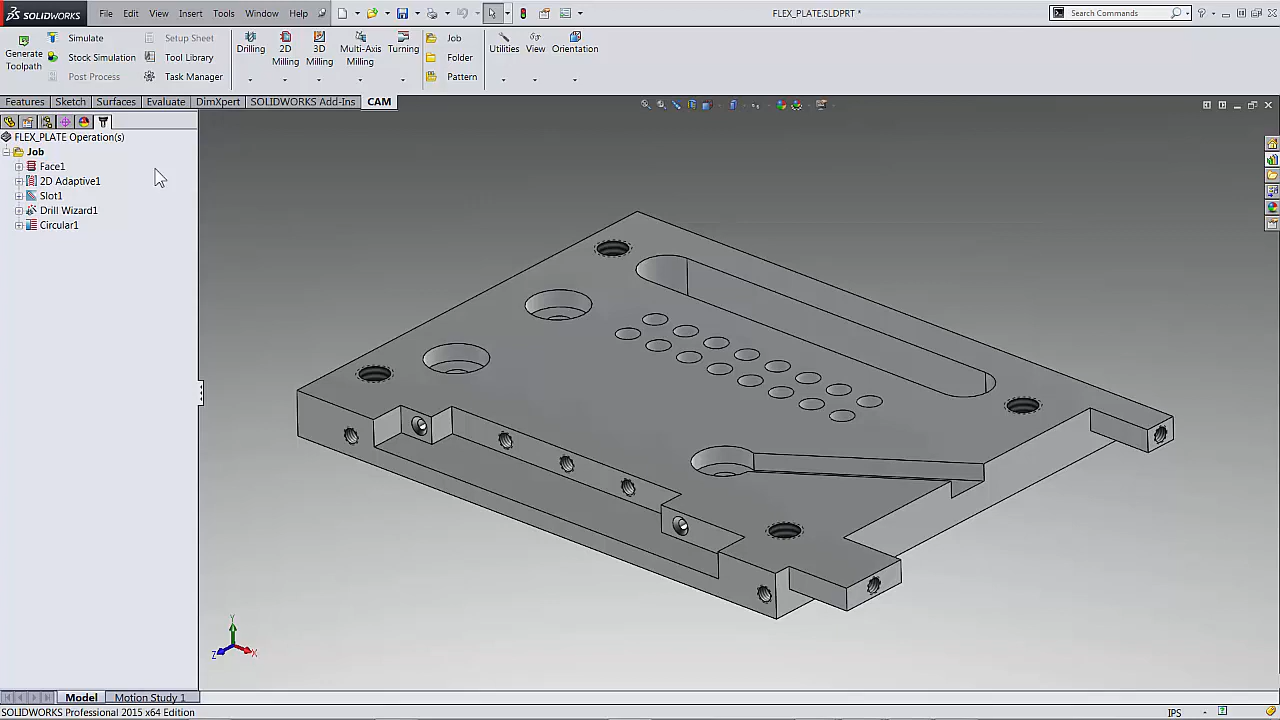 SOLIDWORKS File Edit View Insert Tools Window Help FLEX_PLATE.SLDPRT * Search Commands
Generate Toolpath
Simulate Setup Sheet
Stock Simulation Tool Library
Post Process Task Manager
Drilling
2D Milling
3D Milling
Multi-Axis Milling
Turning
Job
Folder
Pattern
Utilities View Orientation
Features Sketch Surfaces Evaluate DimXpert SOLIDWORKS Add-Ins CAM
FLEX_PLATE Operation(s)
Job
Face1
2D Adaptive1
Slot1
Drill Wizard1
Circular1
Y
Z X
Model Motion Study 1
SOLIDWORKS Professional 2015 x64 Edition IPS